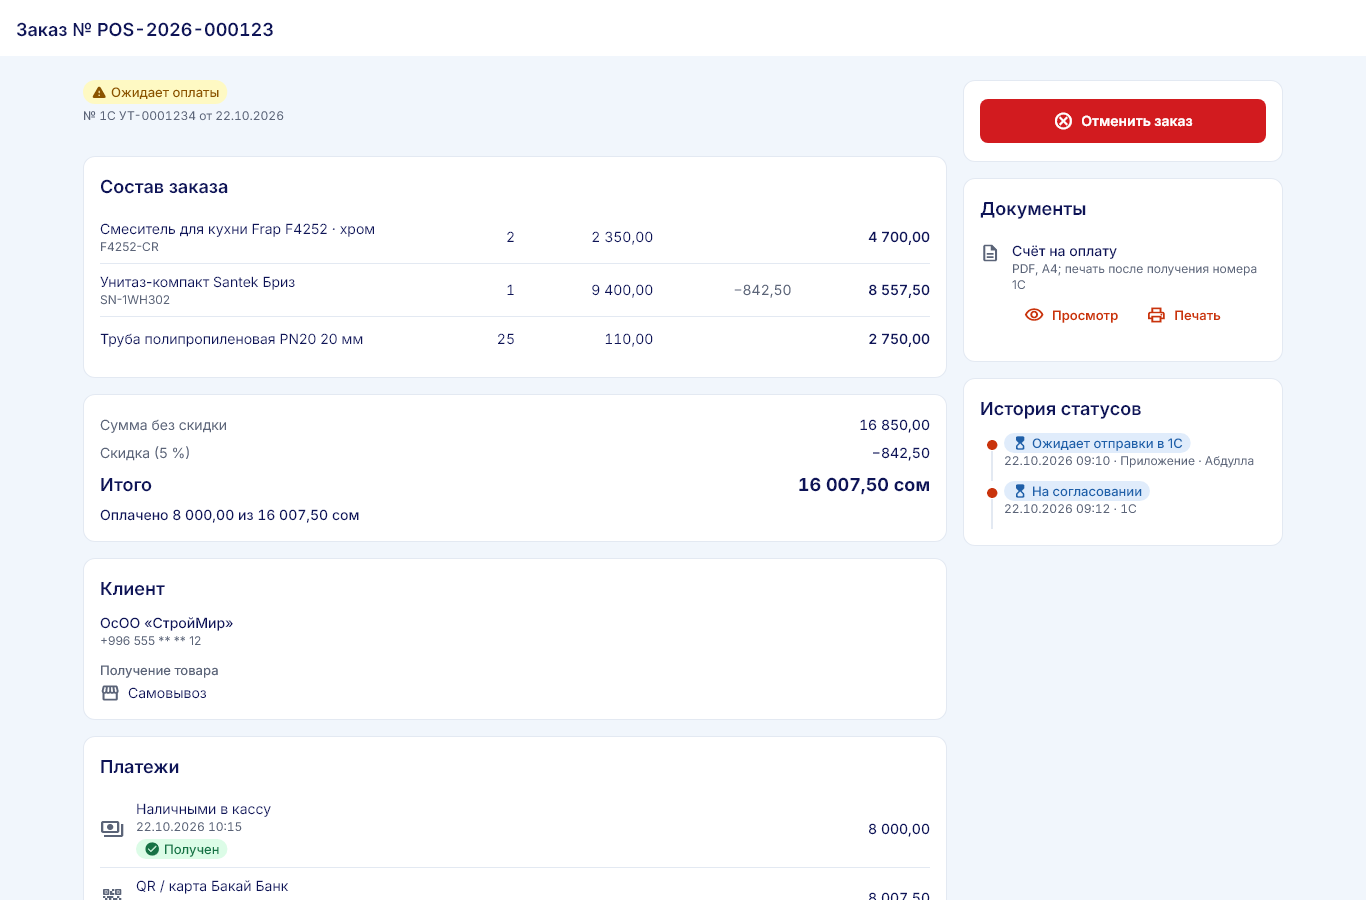 Заказ № POS-2026-000123
Ожидает оплаты
№ 1С УТ-0001234 от 22.10.2026
Состав заказа
Смеситель для кухни Frap F4252 · хром
F4252-CR
2 2 350,00 4 700,00
Унитаз-компакт Santek Бриз
SN-1WH302
1 9 400,00 −842,50 8 557,50
Труба полипропиленовая PN20 20 мм 25 110,00 2 750,00
Сумма без скидки 16 850,00
Скидка (5 %) −842,50
Итого 16 007,50 сом
Оплачено 8 000,00 из 16 007,50 сом
Клиент
ОсОО «СтройМир»
+996 555 ** ** 12
Получение товара
Самовывоз
Платежи
Наличными в кассу
22.10.2026 10:15
Получен
8 000,00
QR / карта Бакай Банк
8 007,50
Отменить заказ
Документы
Счёт на оплату
PDF, A4; печать после получения номера
1С
Просмотр Печать
История статусов
Ожидает отправки в 1С
22.10.2026 09:10 · Приложение · Абдулла
На согласовании
22.10.2026 09:12 · 1С